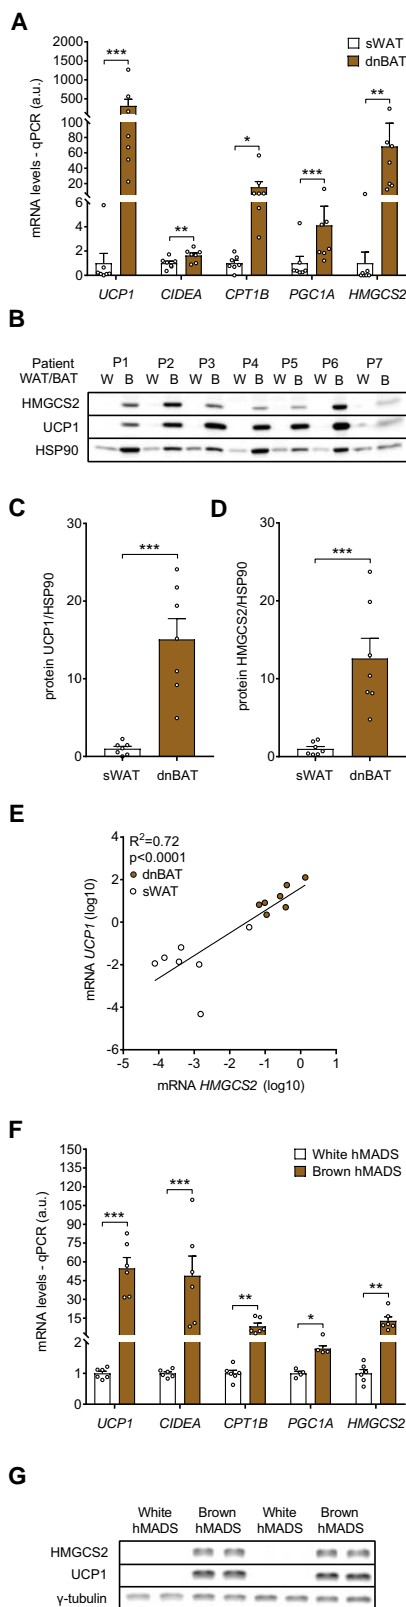 A
mRNA levels - qPCR (a.u.)
2000
1500
1000
500
100
80
60
40
20
6
4
2
0
sWAT
dnBAT
***
**
*
***
**
UCP1 CIDEA CPT1B PGC1A HMGCS2
B
Patient P1 P2 P3 P4 P5 P6 P7
WAT/BAT W B W B W B W B W B W B W B
HMGCS2
UCP1
HSP90
C
protein UCP1/HSP90
30
20
10
0
***
sWAT dnBAT
D
protein HMGCS2/HSP90
30
20
10
0
***
sWAT dnBAT
E
mRNA UCP1 (log10)
4
2
0
-2
-4
-6
R2=0.72
p<0.0001
dnBAT
sWAT
-5 -4 -3 -2 -1 0 1
mRNA HMGCS2 (log10)
F
mRNA levels - qPCR (a.u.)
150
135
120
105
90
75
60
45
30
15
2
1
0
White hMADS
Brown hMADS
***
***
**
*
**
UCP1 CIDEA CPT1B PGC1A HMGCS2
G
White Brown White Brown
hMADS hMADS hMADS hMADS
HMGCS2
UCP1
γ-tubulin